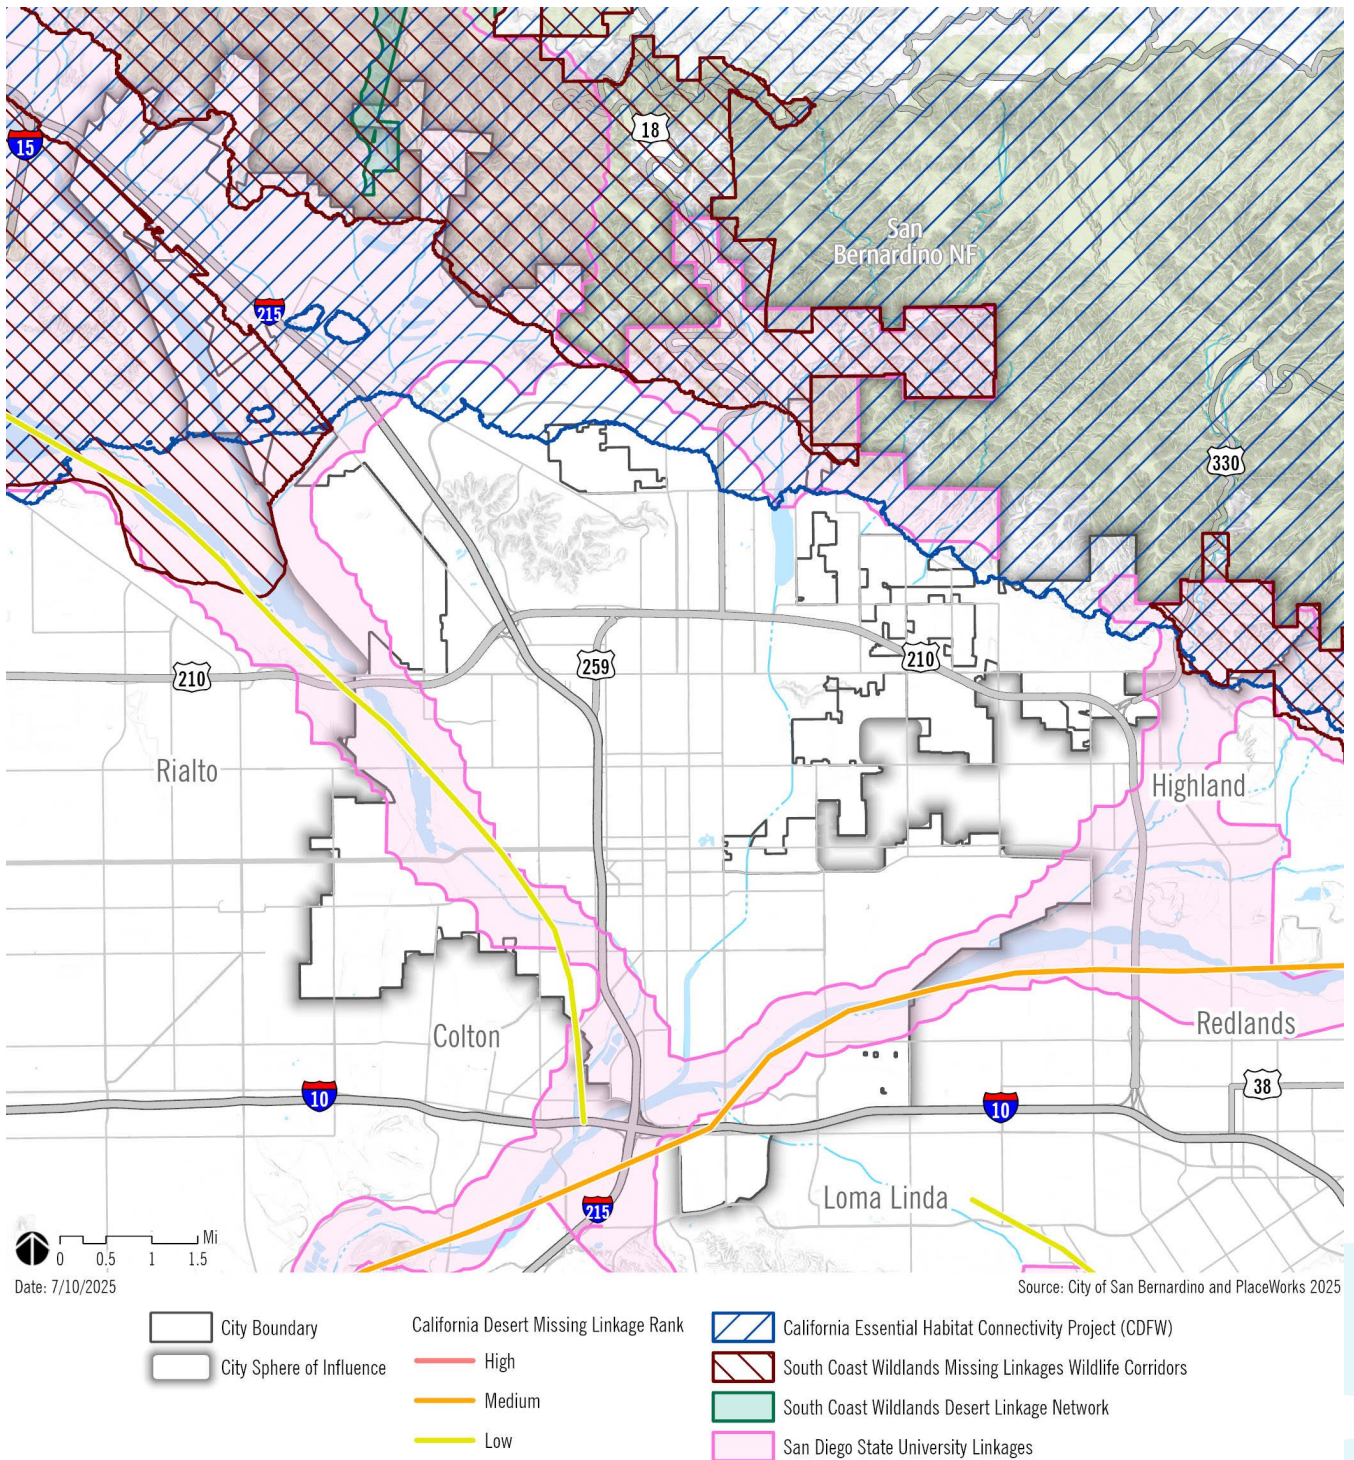 18
15
San
Bernardino NF
215
330
210
259
210
Rialto
Highland
Colton
Redlands
38
10
10
Loma Linda
215
Mi
0 0.5 1 1.5
Date: 7/10/2025
Source: City of San Bernardino and PlaceWorks 2025
City Boundary
City Sphere of Influence
California Desert Missing Linkage Rank
High
Medium
Low
California Essential Habitat Connectivity Project (CDFW)
South Coast Wildlands Missing Linkages Wildlife Corridors
South Coast Wildlands Desert Linkage Network
San Diego State University Linkages